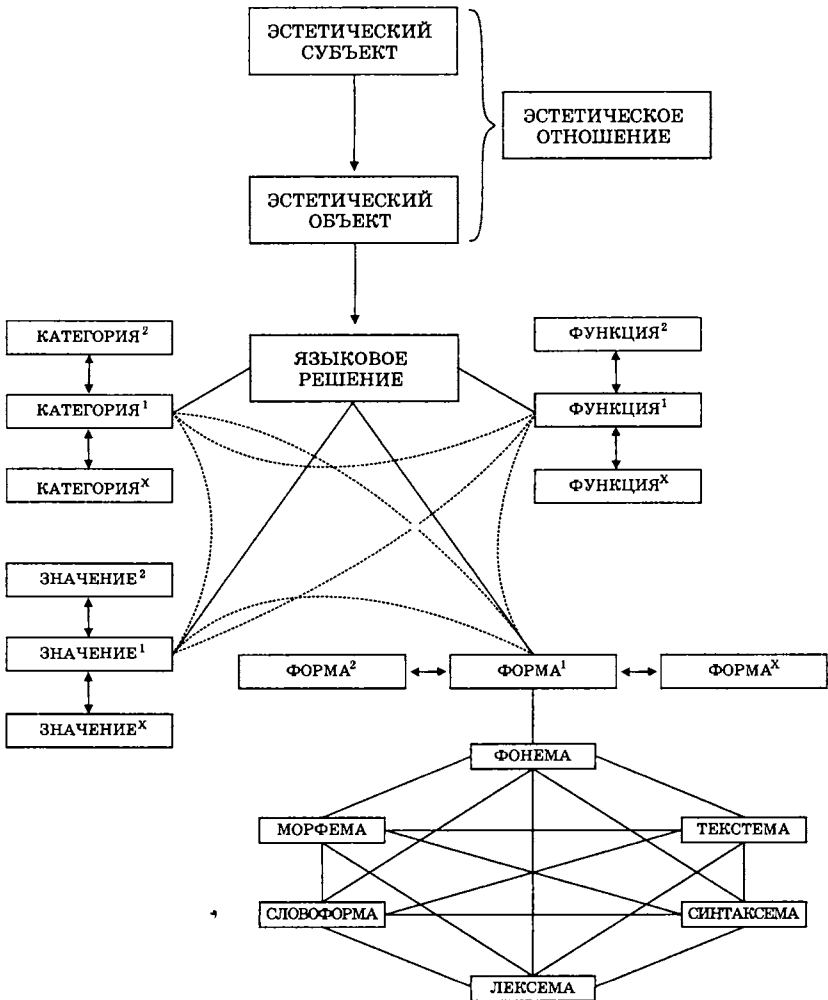 ЭСТЕТИЧЕСКИЙ
СУБЪЕКТ
ЭСТЕТИЧЕСКОЕ
ОТНОШЕНИЕ
ЭСТЕТИЧЕСКИЙ
ОБЪЕКТ
КАТЕГОРИЯ²
ФУНКЦИЯ²
ЯЗЫКОВОЕ
РЕШЕНИЕ
КАТЕГОРИЯ¹
ФУНКЦИЯ¹
КАТЕГОРИЯˣ
ФУНКЦИЯˣ
ЗНАЧЕНИЕ²
ЗНАЧЕНИЕ¹
ФОРМА²
ФОРМА¹
ФОРМАˣ
ЗНАЧЕНИЕˣ
ФОНЕМА
МОРФЕМА
ТЕКСТЕМА
СЛОВОФОРМА
СИНТАКСЕМА
ЛЕКСЕМА